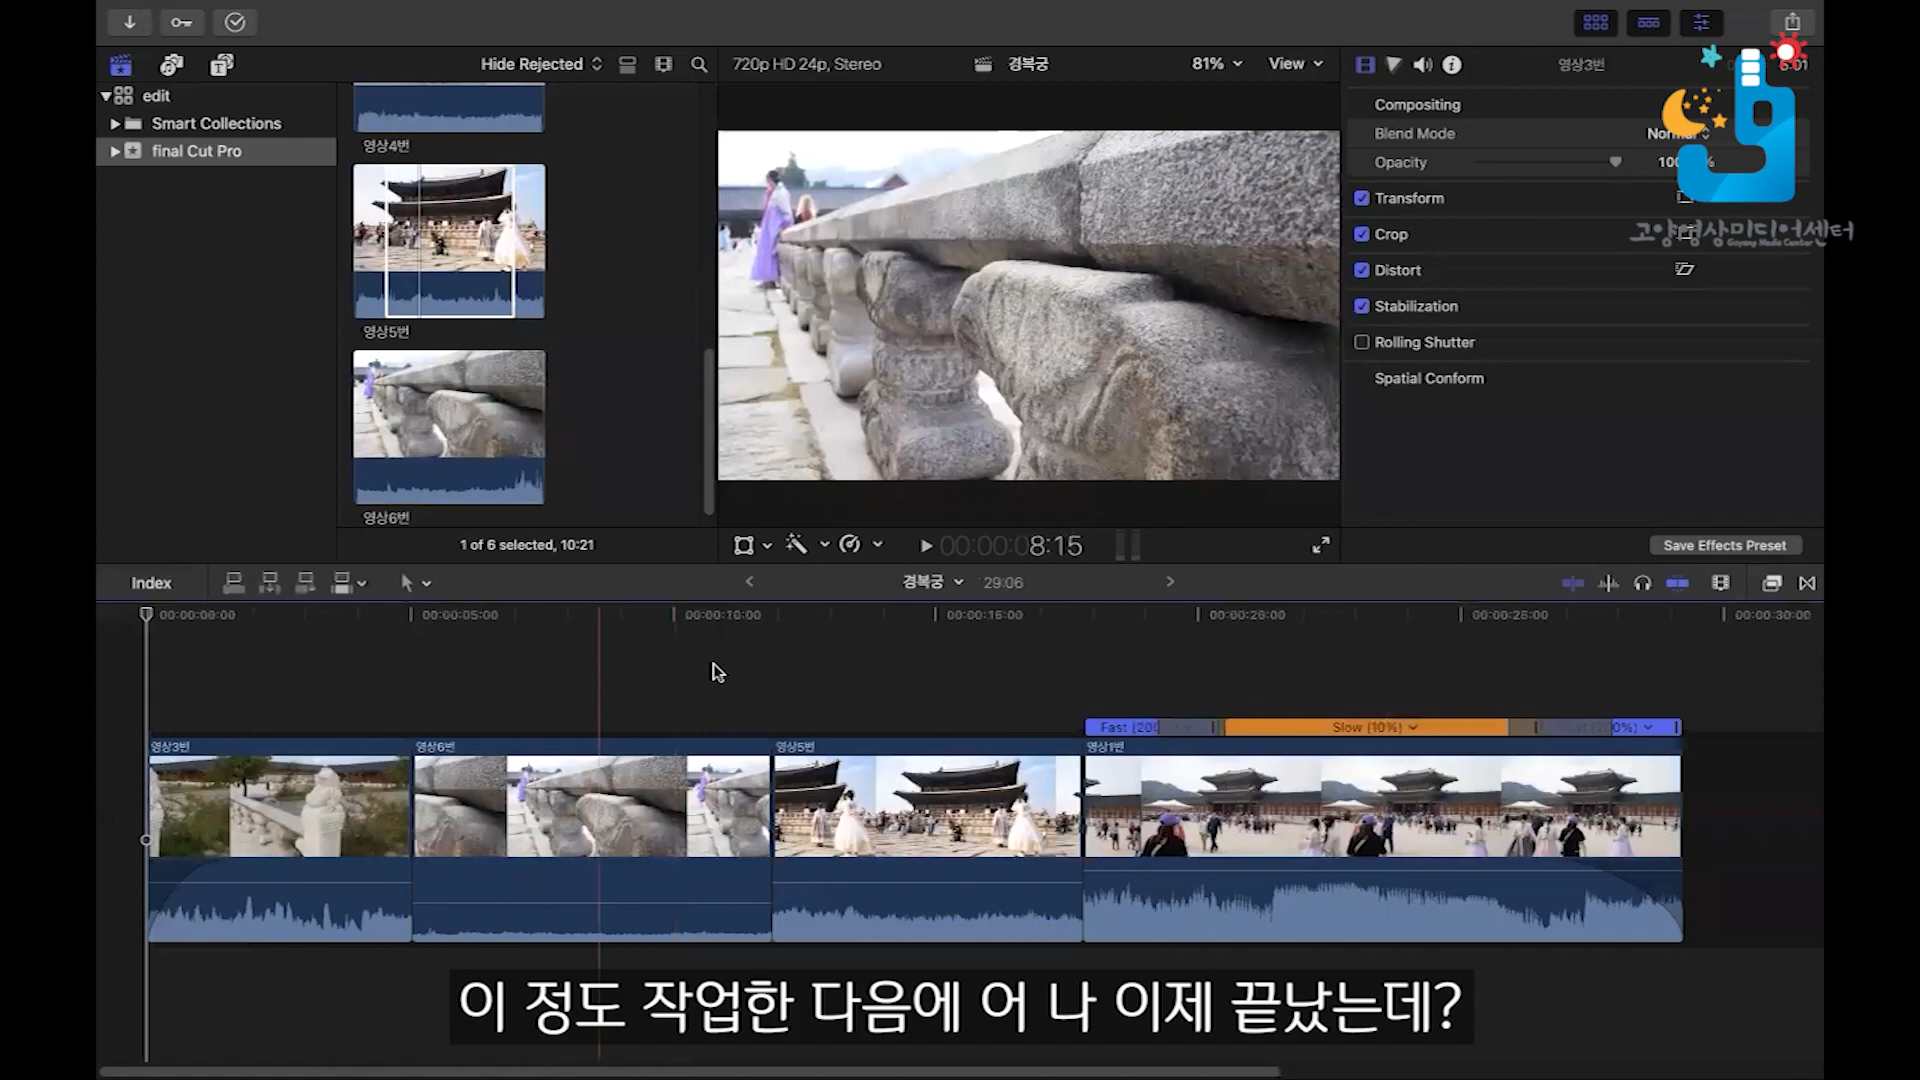 Hide Rejected
720p HD 24p, Stereo
경복궁
81%
View
영상3번
edit
Smart Collections
final Cut Pro
영상4번
영상5번
영상6번
1 of 6 selected, 10:21
Compositing
Blend Mode
Opacity
Transform
Crop
Distort
Stabilization
Rolling Shutter
Spatial Conform
고양영상미디어센터
Goyang Media Center
00:00:08:15
Save Effects Preset
Index
경복궁
29:06
00:00:00:00
00:00:05:00
00:00:10:00
00:00:15:00
00:00:20:00
00:00:25:00
00:00:30:00
Slow (10%)
영상3번
영상6번
영상5번
영상1번
이 정도 작업한 다음에 어 나 이제 끝났는데?